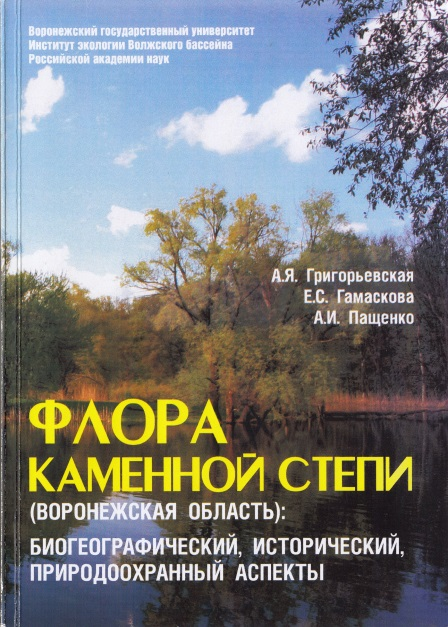 Воронежский государственный университет
Институт экологии Волжского бассейна
Российской академии наук
А.Я. Григорьевская
Е.С. Гамаскова
А.И. Пащенко
ФЛОРА
КАМЕННОЙ СТЕПИ
(ВОРОНЕЖСКАЯ ОБЛАСТЬ):
БИОГЕОГРАФИЧЕСКИЙ, ИСТОРИЧЕСКИЙ,
ПРИРОДООХРАННЫЙ АСПЕКТЫ